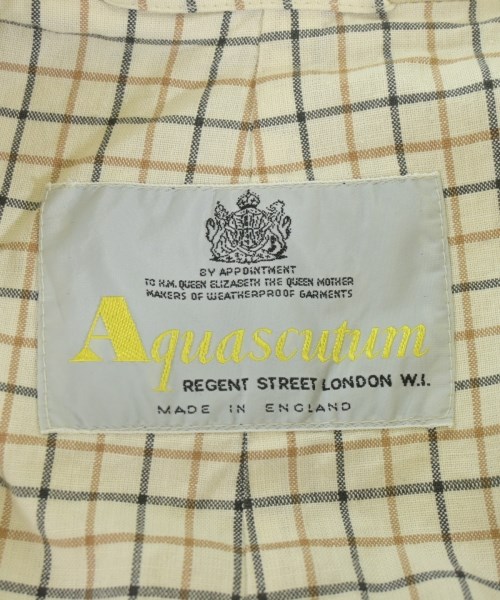 BY APPOINTMENT
TO H.M. QUEEN ELIZABETH THE QUEEN MOTHER
MAKERS OF WEATHERPROOF GARMENTS
Aquascutum
REGENT STREET LONDON W.I.
MADE IN ENGLAND